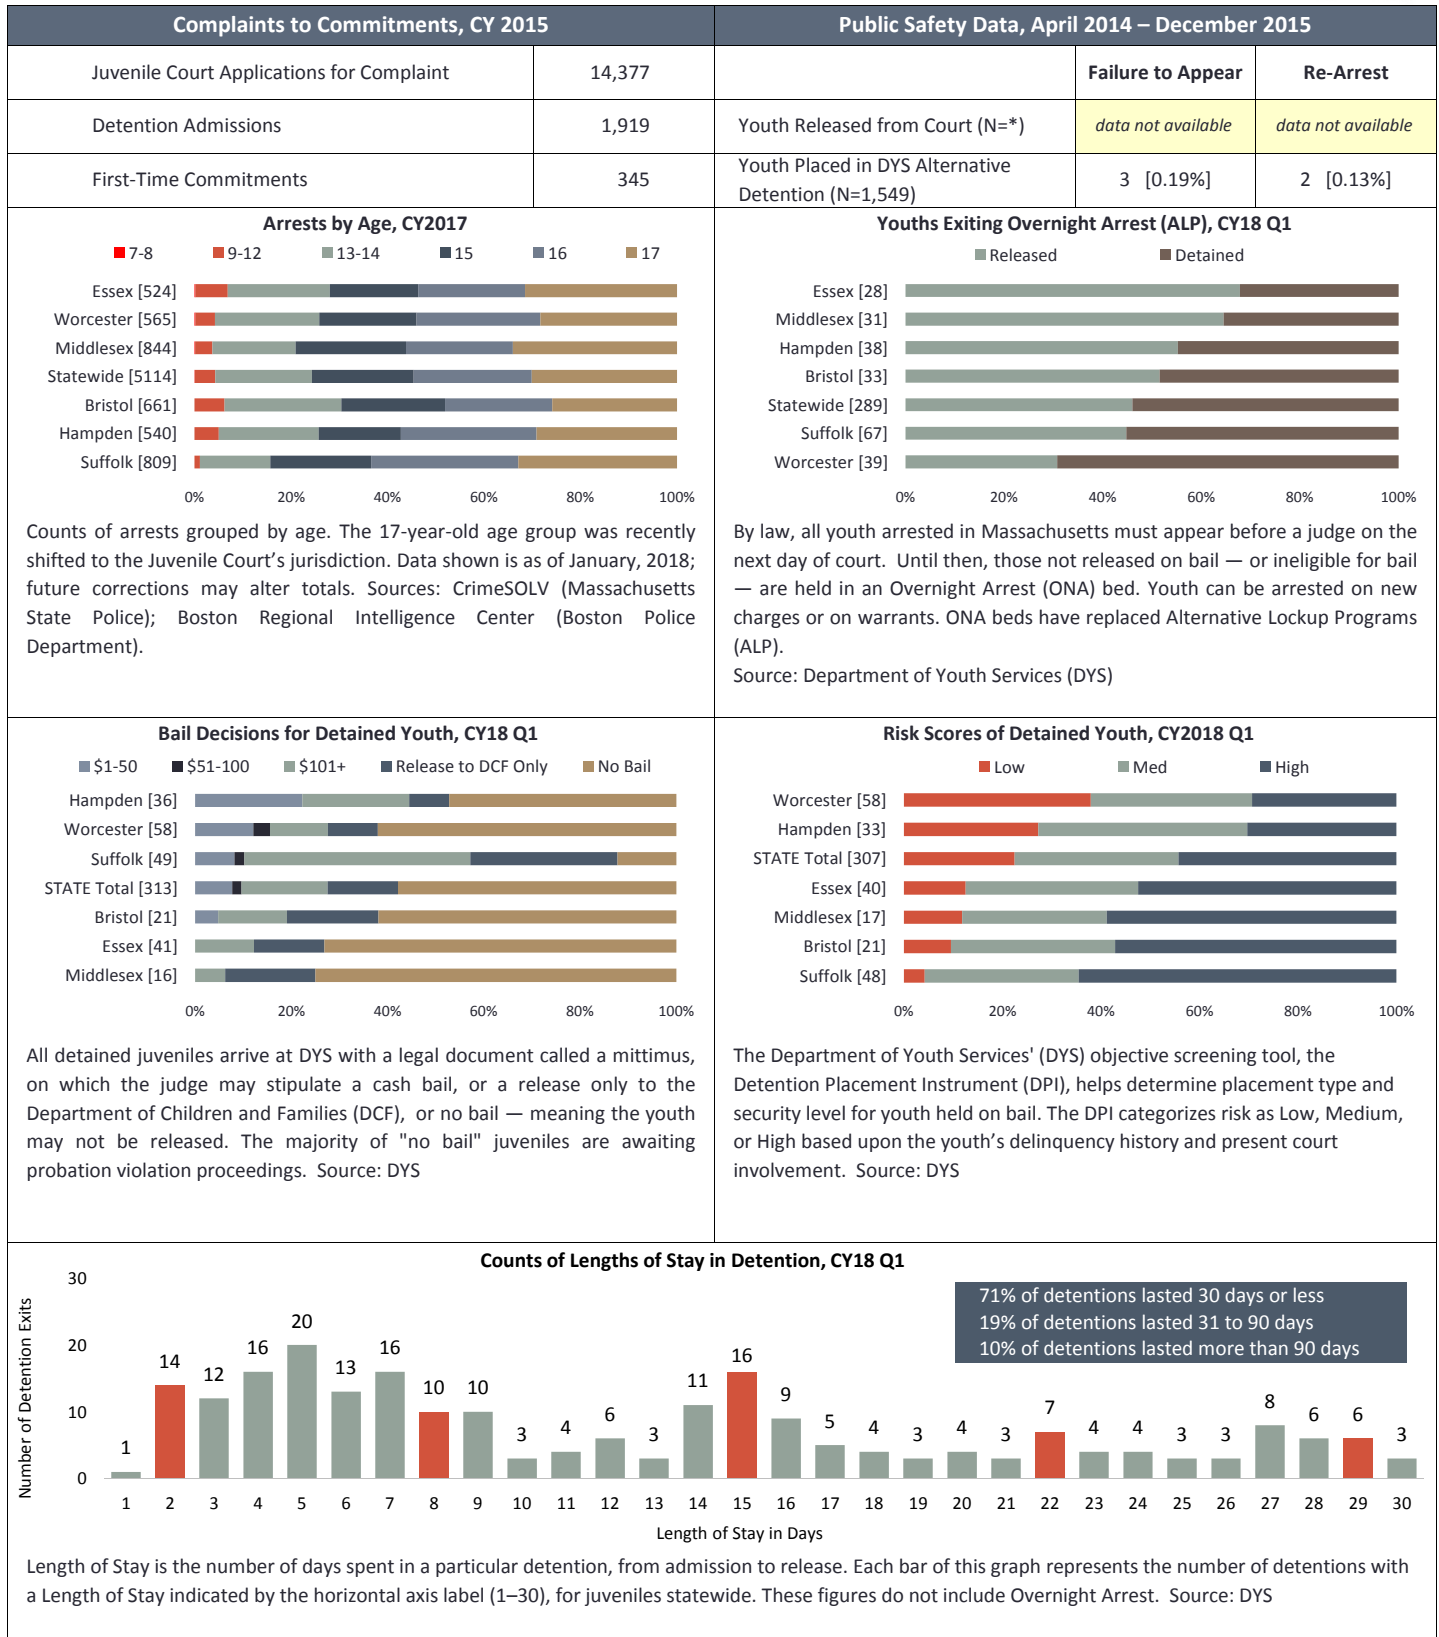 Complaints to Commitments, CY 2015
Juvenile Court Applications for Complaint 14,377
Detention Admissions 1,919
First-Time Commitments 345
Public Safety Data, April 2014 – December 2015
Failure to Appear Re-Arrest
Youth Released from Court (N=*) data not available data not available
Youth Placed in DYS Alternative
Detention (N=1,549) 3 [0.19%] 2 [0.13%]
Arrests by Age, CY2017
7-8 9-12 13-14 15 16 17
Essex [524]
Worcester [565]
Middlesex [844]
Statewide [5114]
Bristol [661]
Hampden [540]
Suffolk [809]
0% 20% 40% 60% 80% 100%
Counts of arrests grouped by age. The 17-year-old age group was recently
shifted to the Juvenile Court's jurisdiction. Data shown is as of January, 2018;
future corrections may alter totals. Sources: CrimeSOLV (Massachusetts
State Police); Boston Regional Intelligence Center (Boston Police
Department).
Youths Exiting Overnight Arrest (ALP), CY18 Q1
Released Detained
Essex [28]
Middlesex [31]
Hampden [38]
Bristol [33]
Statewide [289]
Suffolk [67]
Worcester [39]
0% 20% 40% 60% 80% 100%
By law, all youth arrested in Massachusetts must appear before a judge on the
next day of court. Until then, those not released on bail — or ineligible for bail
— are held in an Overnight Arrest (ONA) bed. Youth can be arrested on new
charges or on warrants. ONA beds have replaced Alternative Lockup Programs
(ALP).
Source: Department of Youth Services (DYS)
Bail Decisions for Detained Youth, CY18 Q1
$1-50 $51-100 $101+ Release to DCF Only No Bail
Hampden [36]
Worcester [58]
Suffolk [49]
STATE Total [313]
Bristol [21]
Essex [41]
Middlesex [16]
0% 20% 40% 60% 80% 100%
All detained juveniles arrive at DYS with a legal document called a mittimus,
on which the judge may stipulate a cash bail, or a release only to the
Department of Children and Families (DCF), or no bail — meaning the youth
may not be released. The majority of "no bail" juveniles are awaiting
probation violation proceedings. Source: DYS
Risk Scores of Detained Youth, CY2018 Q1
Low Med High
Worcester [58]
Hampden [33]
STATE Total [307]
Essex [40]
Middlesex [17]
Bristol [21]
Suffolk [48]
0% 20% 40% 60% 80% 100%
The Department of Youth Services' (DYS) objective screening tool, the
Detention Placement Instrument (DPI), helps determine placement type and
security level for youth held on bail. The DPI categorizes risk as Low, Medium,
or High based upon the youth's delinquency history and present court
involvement. Source: DYS
Counts of Lengths of Stay in Detention, CY18 Q1
71% of detentions lasted 30 days or less
19% of detentions lasted 31 to 90 days
10% of detentions lasted more than 90 days
Number of Detention Exits
30
20
10
0
1 14 12 16 20 13 16 10 10 3 4 6 3 11 16 9 5 4 3 4 3 7 4 4 3 3 8 6 6 3
1 2 3 4 5 6 7 8 9 10 11 12 13 14 15 16 17 18 19 20 21 22 23 24 25 26 27 28 29 30
Length of Stay in Days
Length of Stay is the number of days spent in a particular detention, from admission to release. Each bar of this graph represents the number of detentions with
a Length of Stay indicated by the horizontal axis label (1–30), for juveniles statewide. These figures do not include Overnight Arrest. Source: DYS